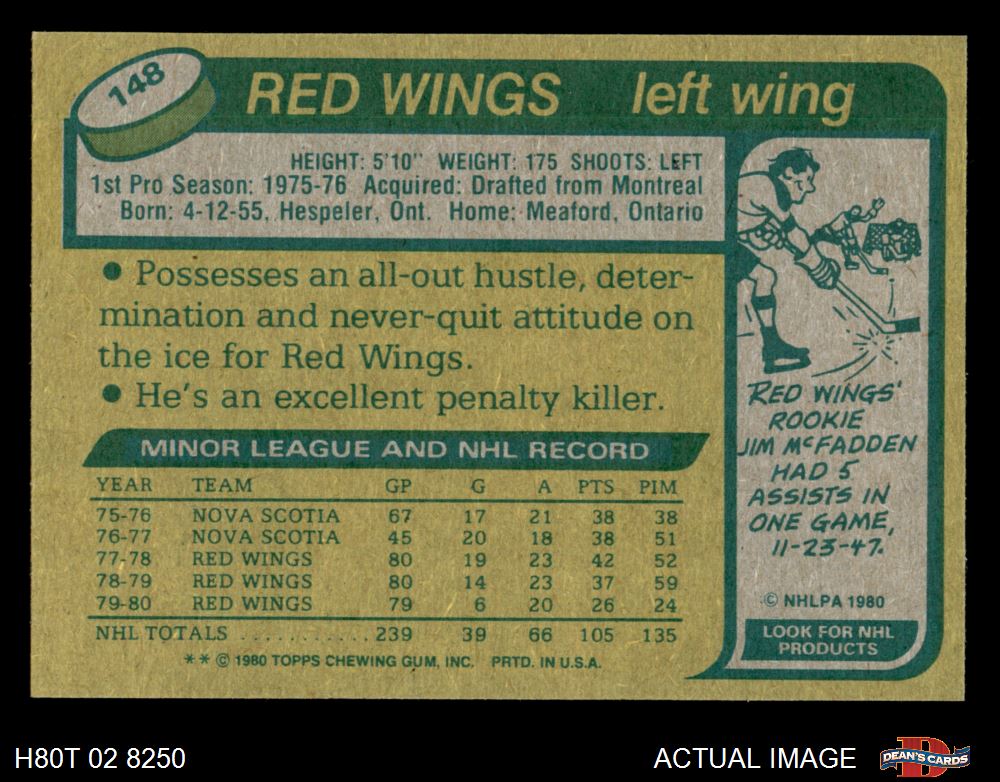 148
RED WINGS left wing
HEIGHT: 5'10" WEIGHT: 175 SHOOTS: LEFT
1st Pro Season: 1975-76 Acquired: Drafted from Montreal
Born: 4-12-55, Hespeler, Ont. Home: Meaford, Ontario
• Possesses an all-out hustle, deter-
mination and never-quit attitude on
the ice for Red Wings.
• He's an excellent penalty killer.
MINOR LEAGUE AND NHL RECORD
YEAR TEAM GP G A PTS PIM
75-76 NOVA SCOTIA 67 17 21 38 38
76-77 NOVA SCOTIA 45 20 18 38 51
77-78 RED WINGS 80 19 23 42 52
78-79 RED WINGS 80 14 23 37 59
79-80 RED WINGS 79 6 20 26 24
NHL TOTALS ............239 39 66 105 135
** © 1980 TOPPS CHEWING GUM, INC. PRTD. IN U.S.A.
RED WINGS'
ROOKIE
JIM McFADDEN
HAD 5
ASSISTS IN
ONE GAME,
11-23-47.
© NHLPA 1980
LOOK FOR NHL
PRODUCTS
H80T 02 8250
ACTUAL IMAGE
DEAN'S CARDS